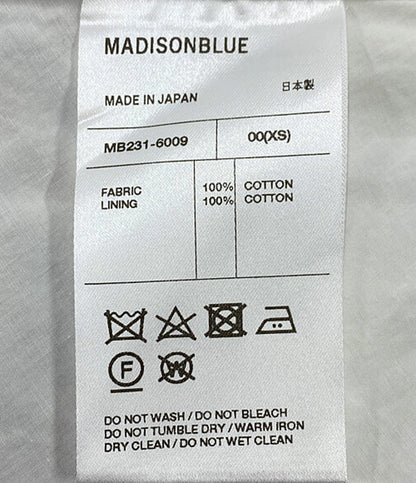 MADISONBLUE
日本製
MADE IN JAPAN
MB231-6009 00(XS)
FABRIC 100% COTTON
LINING 100% COTTON
F W
DO NOT WASH / DO NOT BLEACH
DO NOT TUMBLE DRY / WARM IRON
DRY CLEAN / DO NOT WET CLEAN